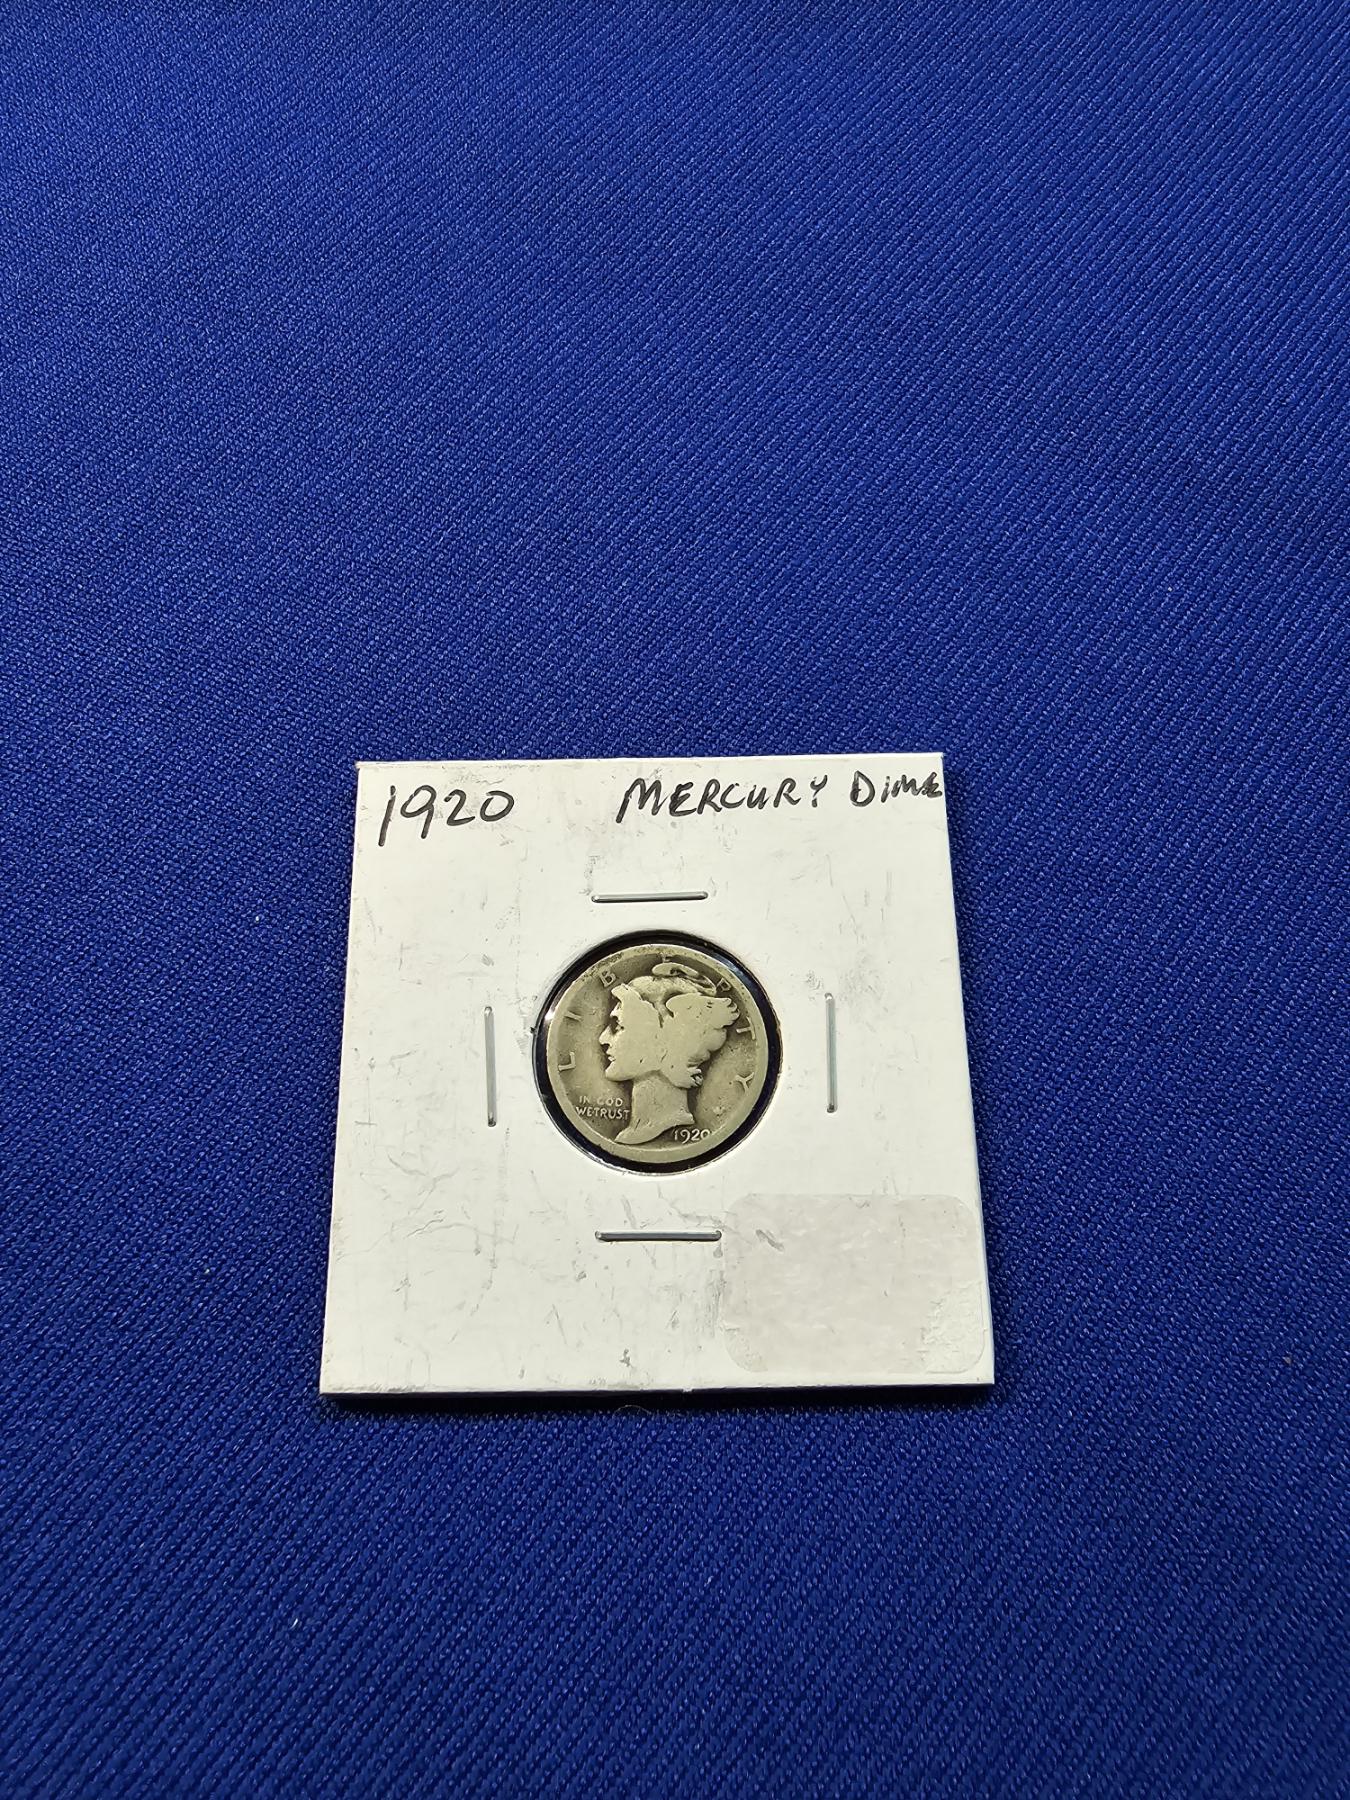 1920 MERCURY DIME
LIBERTY
IN GOD
WE TRUST
1920